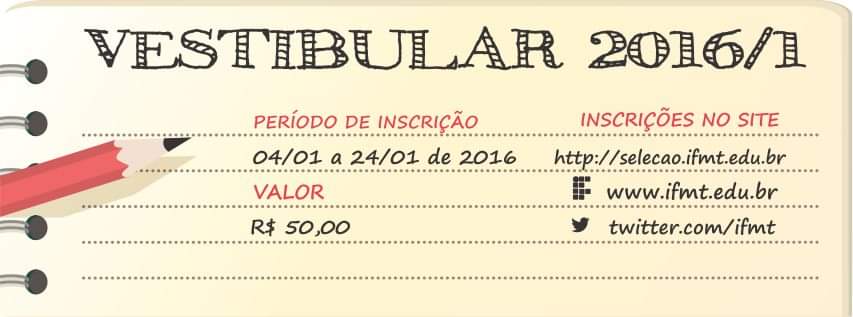 VESTIBULAR 2016/1
PERÍODO DE INSCRIÇÃO
04/01 a 24/01 de 2016
VALOR
R$ 50,00
INSCRIÇÕES NO SITE
http://selecao.ifmt.edu.br
www.ifmt.edu.br
twitter.com/ifmt